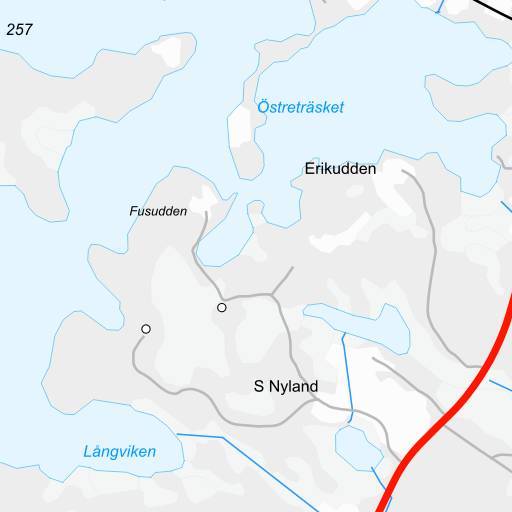 257
Östreträsket
Erikudden
Fusudden
S Nyland
Långviken